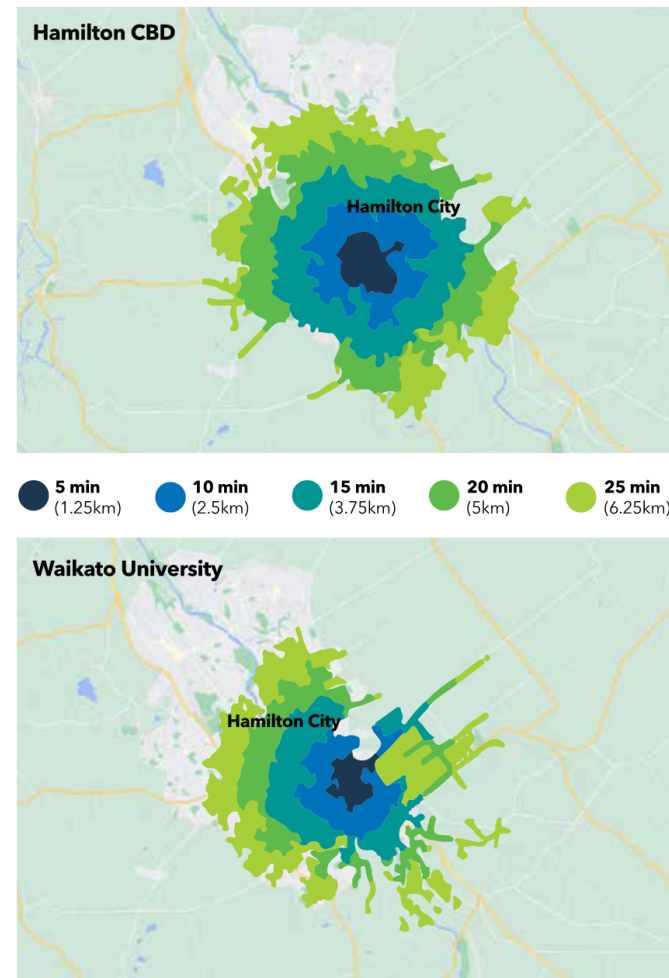 Hamilton CBD
Hamilton City
5 min
(1.25km)
10 min
(2.5km)
15 min
(3.75km)
20 min
(5km)
25 min
(6.25km)
Waikato University
Hamilton City